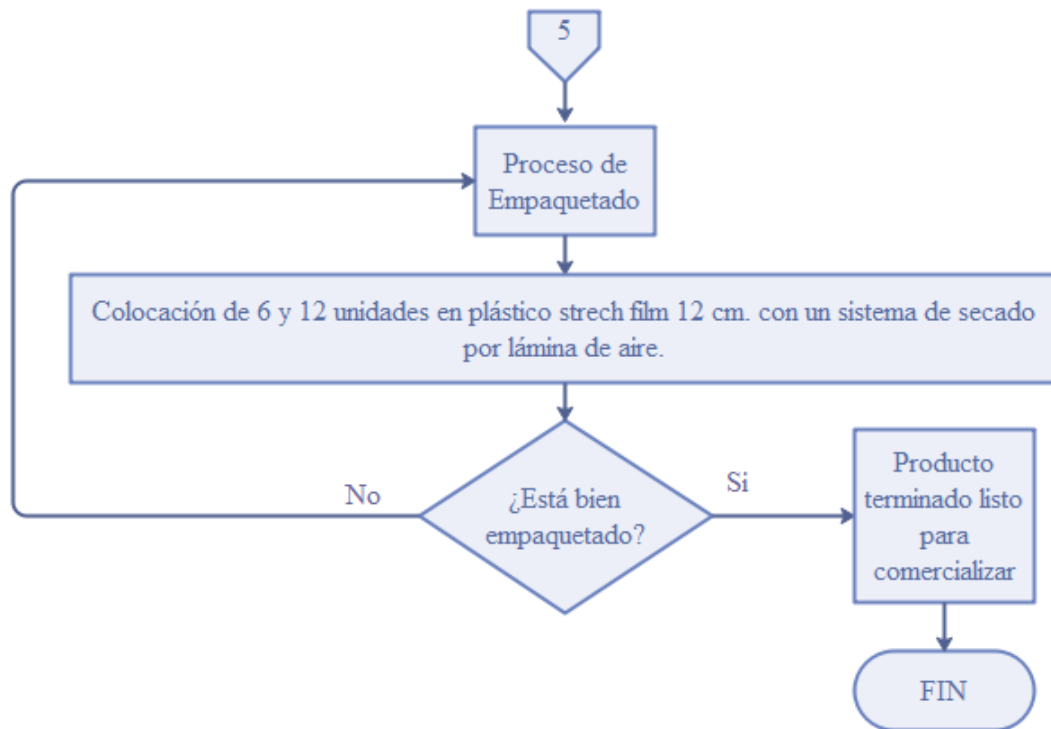 5
Proceso de
Empaquetado
Colocación de 6 y 12 unidades en plástico strech film 12 cm. con un sistema de secado
por lámina de aire.
No
¿Está bien
empaquetado?
Si
Producto
terminado listo
para
comercializar
FIN